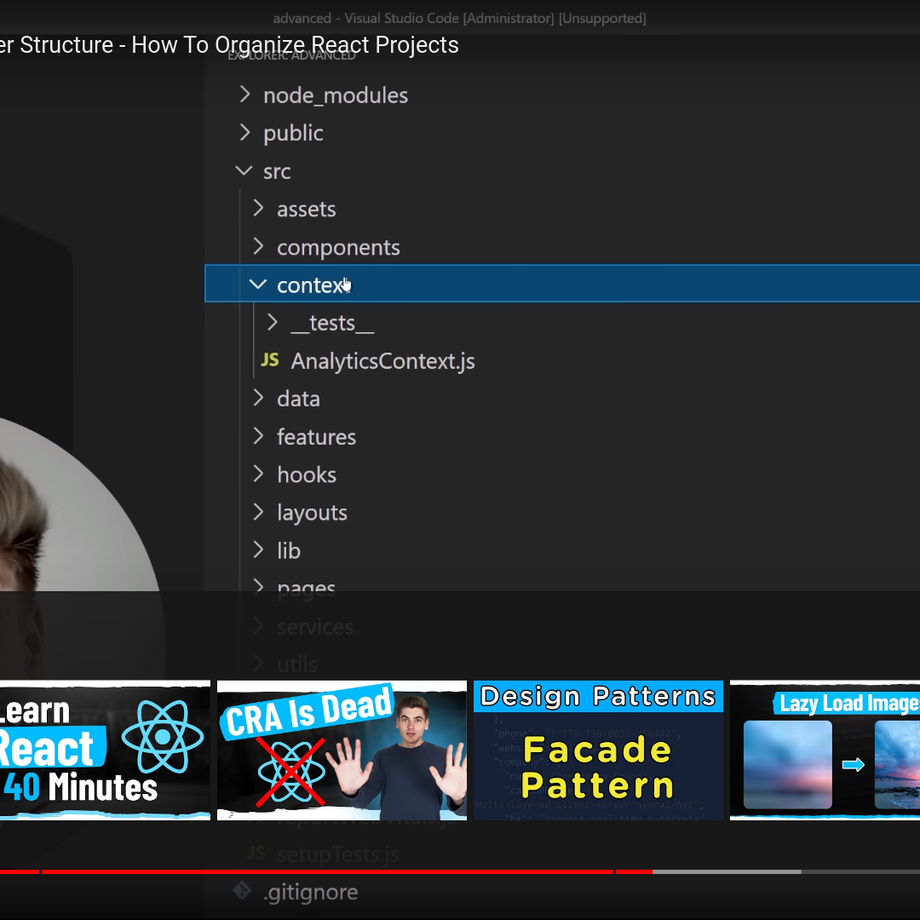 advanced - Visual Studio Code [Administrator] [Unsupported]
er Structure - How To Organize React Projects
EXPLORER: ADVANCED
node_modules
public
src
assets
components
context
__tests__
JS AnalyticsContext.js
data
features
hooks
layouts
lib
pages
services
utils
Learn
React
40 Minutes
CRA Is Dead
Design Patterns
Facade
Pattern
Lazy Load Images
JS setupTests.js
.gitignore